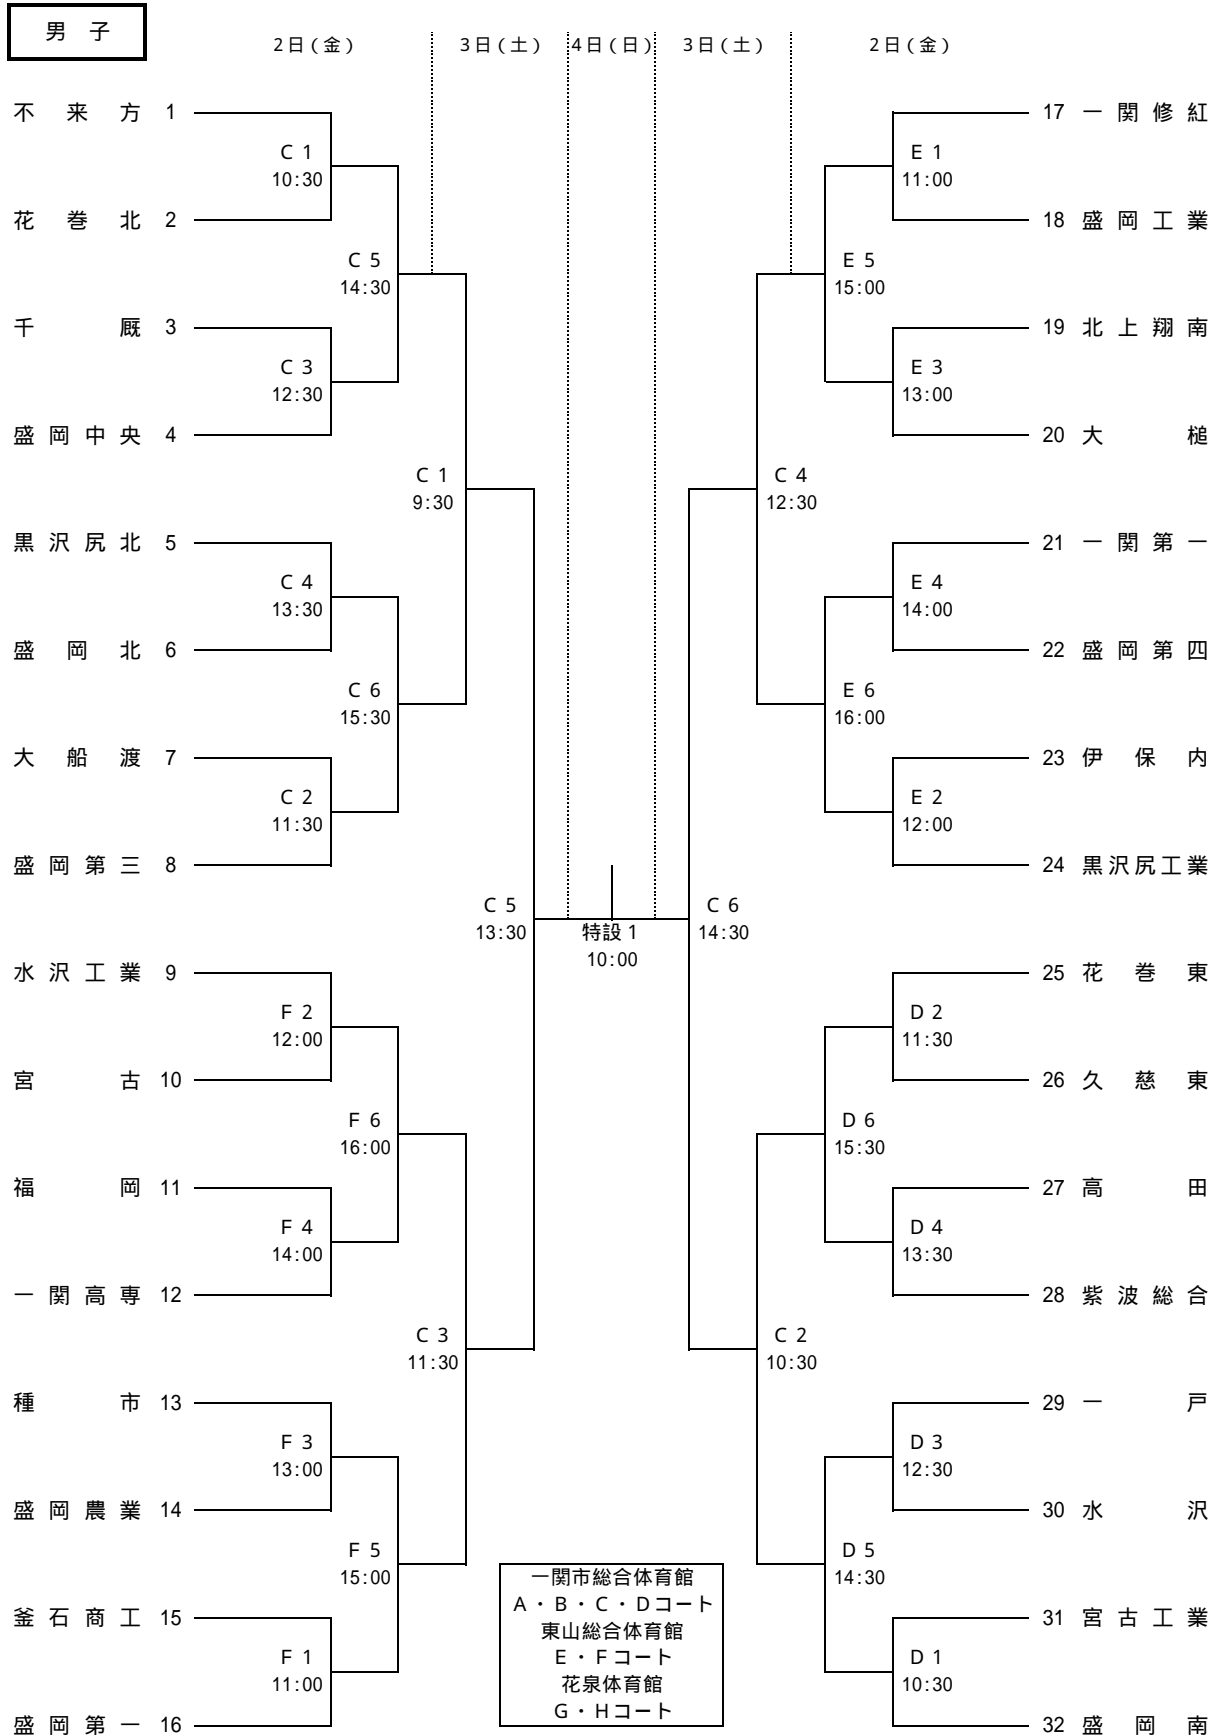 男子
2日(金) 3日(土) 4日(日) 3日(土) 2日(金)
不来方 1
C1
10:30
花巻北 2
C5
14:30
千厩 3
C3
12:30
盛岡中央 4
C1
9:30
黒沢尻北 5
C4
13:30
盛岡北 6
C6
15:30
大船渡 7
C2
11:30
盛岡第三 8
C5
13:30
水沢工業 9
F2
12:00
宮古 10
F6
16:00
福岡 11
F4
14:00
一関高専 12
C3
11:30
種市 13
F3
13:00
盛岡農業 14
F5
15:00
釜石商工 15
F1
11:00
盛岡第一 16
特設1
10:00
17 一関修紅
E1
11:00
18 盛岡工業
E5
15:00
19 北上翔南
E3
13:00
20 大槌
C4
12:30
21 一関第一
E4
14:00
22 盛岡第四
E6
16:00
23 伊保内
E2
12:00
24 黒沢尻工業
C6
14:30
25 花巻東
D2
11:30
26 久慈東
D6
15:30
27 高田
D4
13:30
28 紫波総合
C2
10:30
29 一戸
D3
12:30
30 水沢
D5
14:30
31 宮古工業
D1
10:30
32 盛岡南
一関市総合体育館
A・B・C・Dコート
東山総合体育館
E・Fコート
花泉体育館
G・Hコート